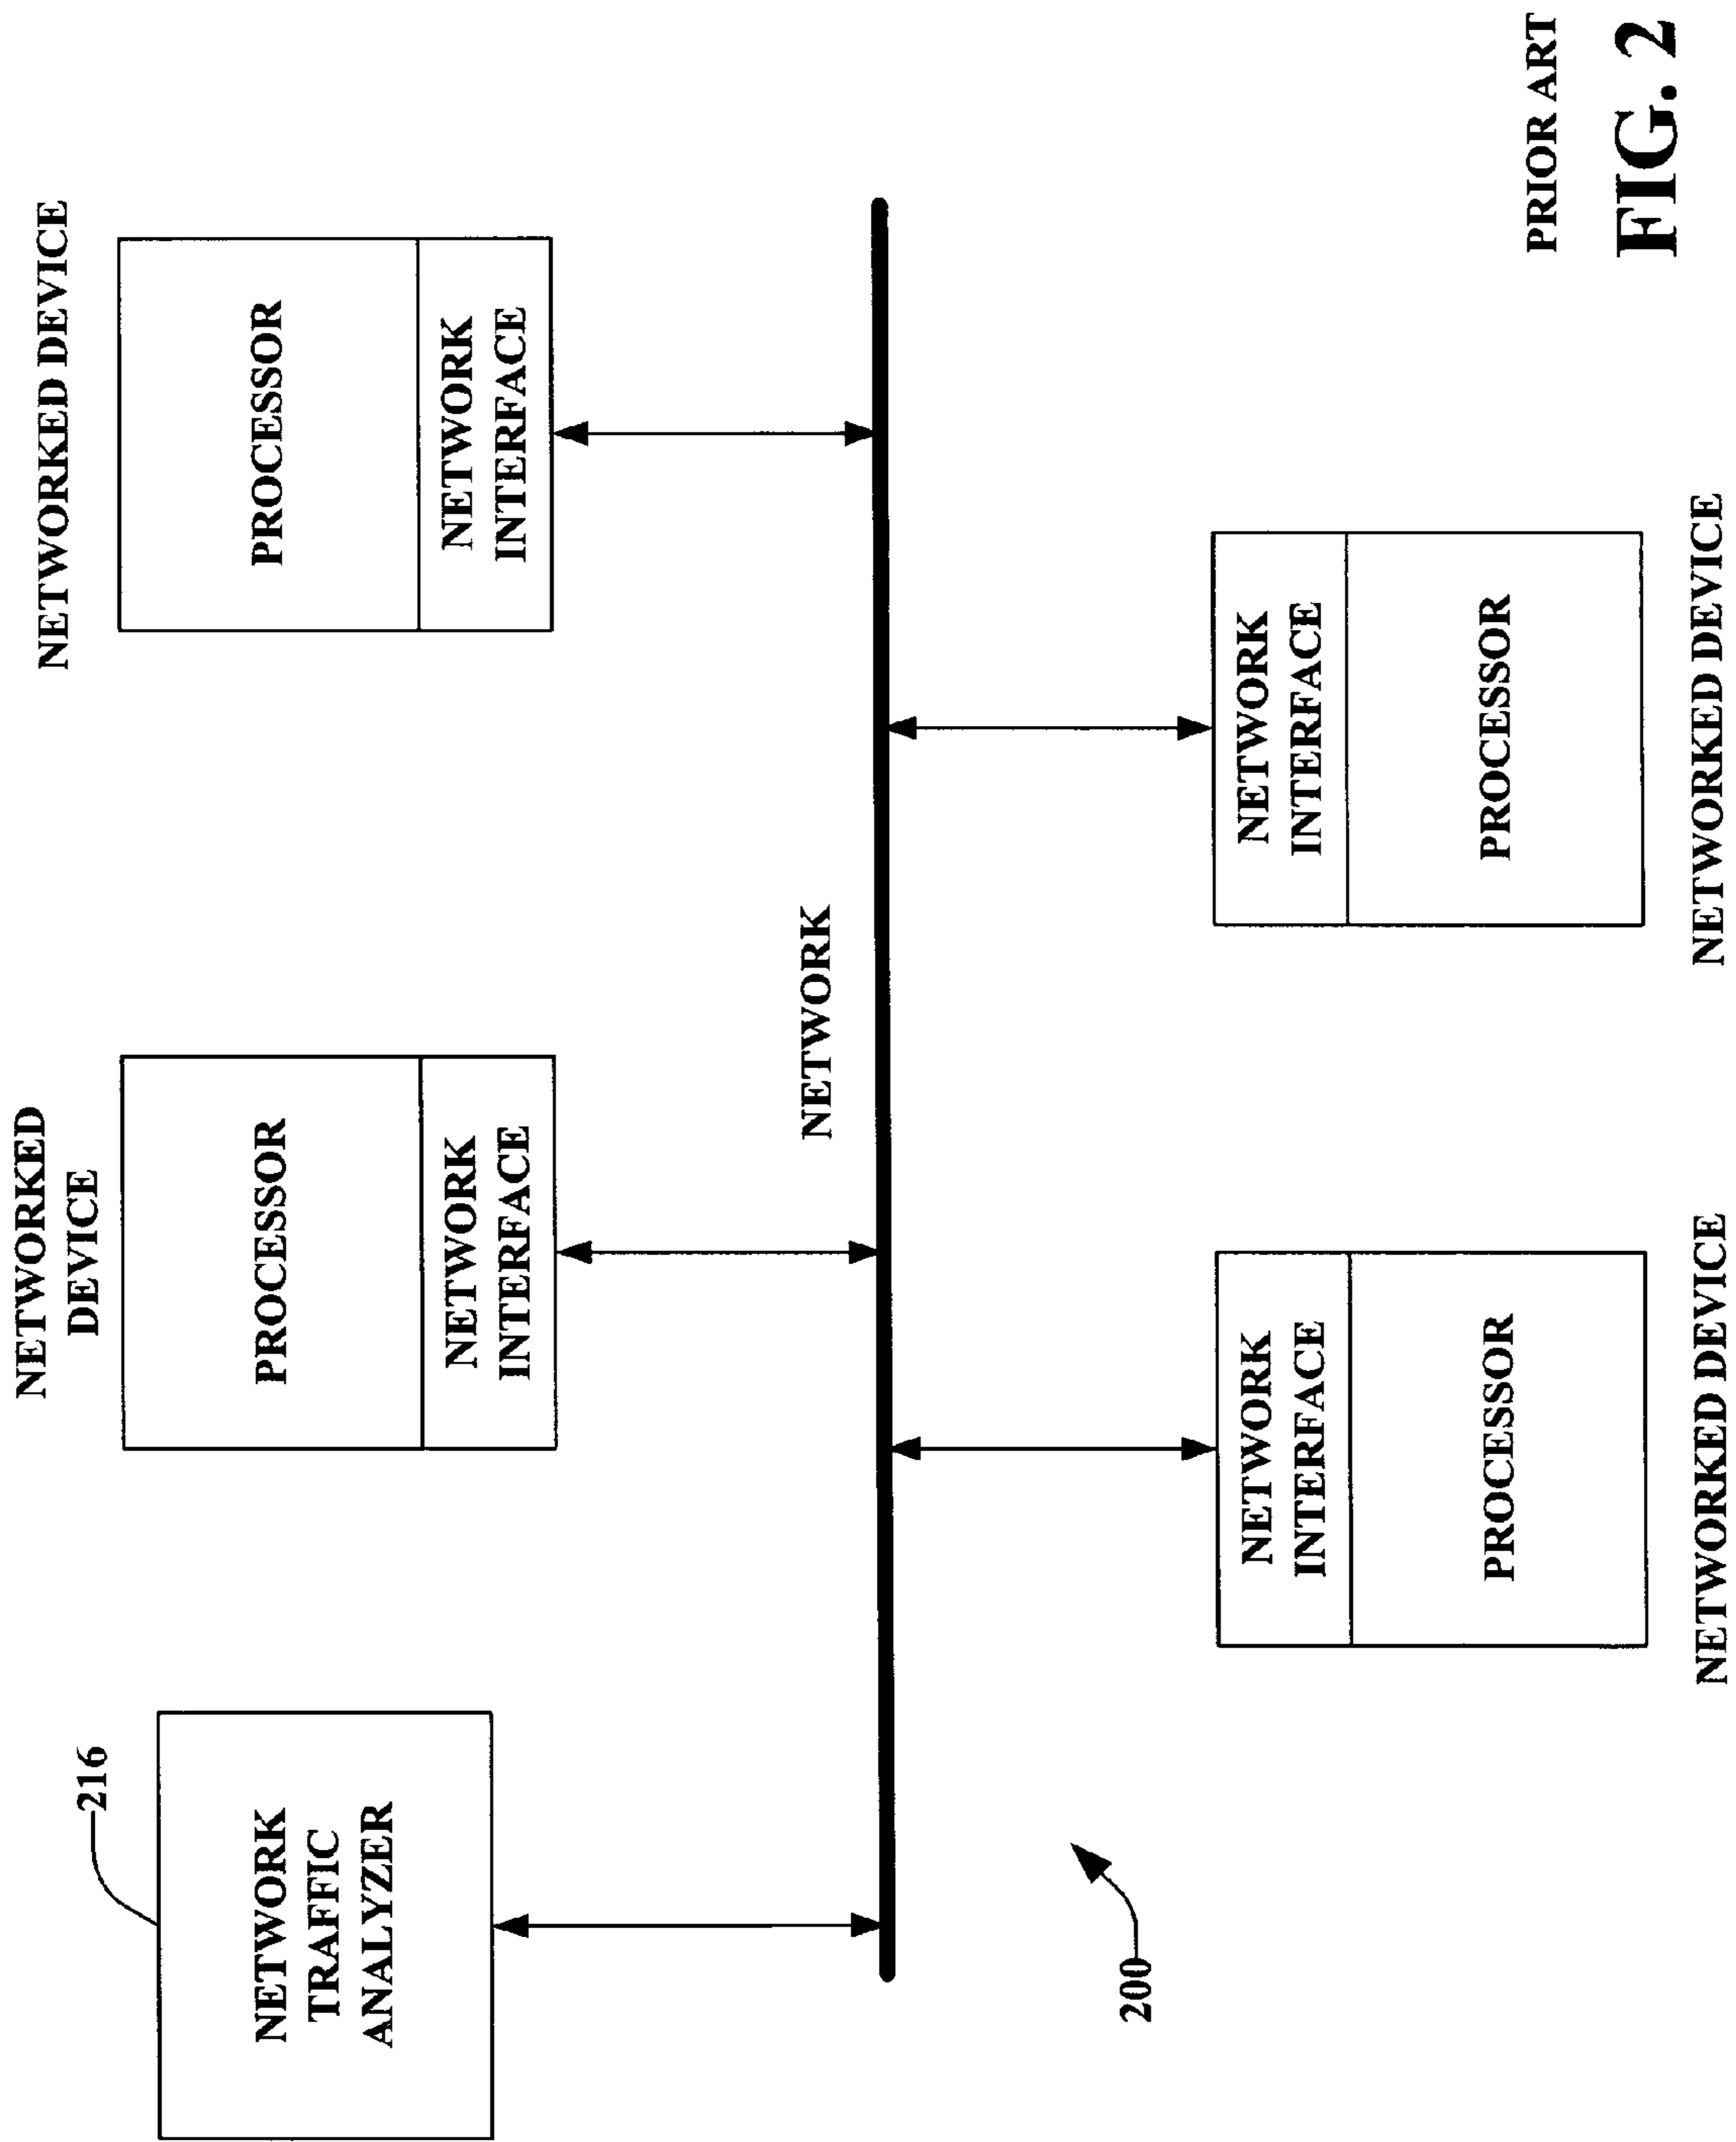 NETWORKED
DEVICE
NETWORKED DEVICE
216
NETWORK
TRAFFIC
ANALYZER
PROCESSOR
NETWORK
INTERFACE
PROCESSOR
NETWORK
INTERFACE
NETWORK
200
NETWORK
INTERFACE
PROCESSOR
NETWORKED DEVICE
NETWORK
INTERFACE
PROCESSOR
NETWORKED DEVICE
PRIOR ART
FIG. 2